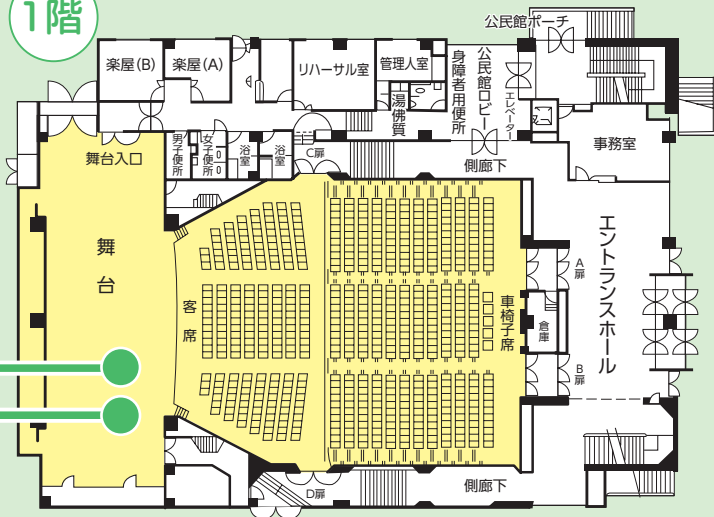 1階
公民館ポーチ
楽屋(B)
楽屋(A)
リハーサル室
管理人室
湯佛質
身障者用便所
公民館ロビー
エレベーター
事務室
舞台入口
男子便所
女子便所
浴室
浴室
C扉
側廊下
舞台
客席
車椅子席
倉庫
A扉
B扉
エントランスホール
D扉
側廊下